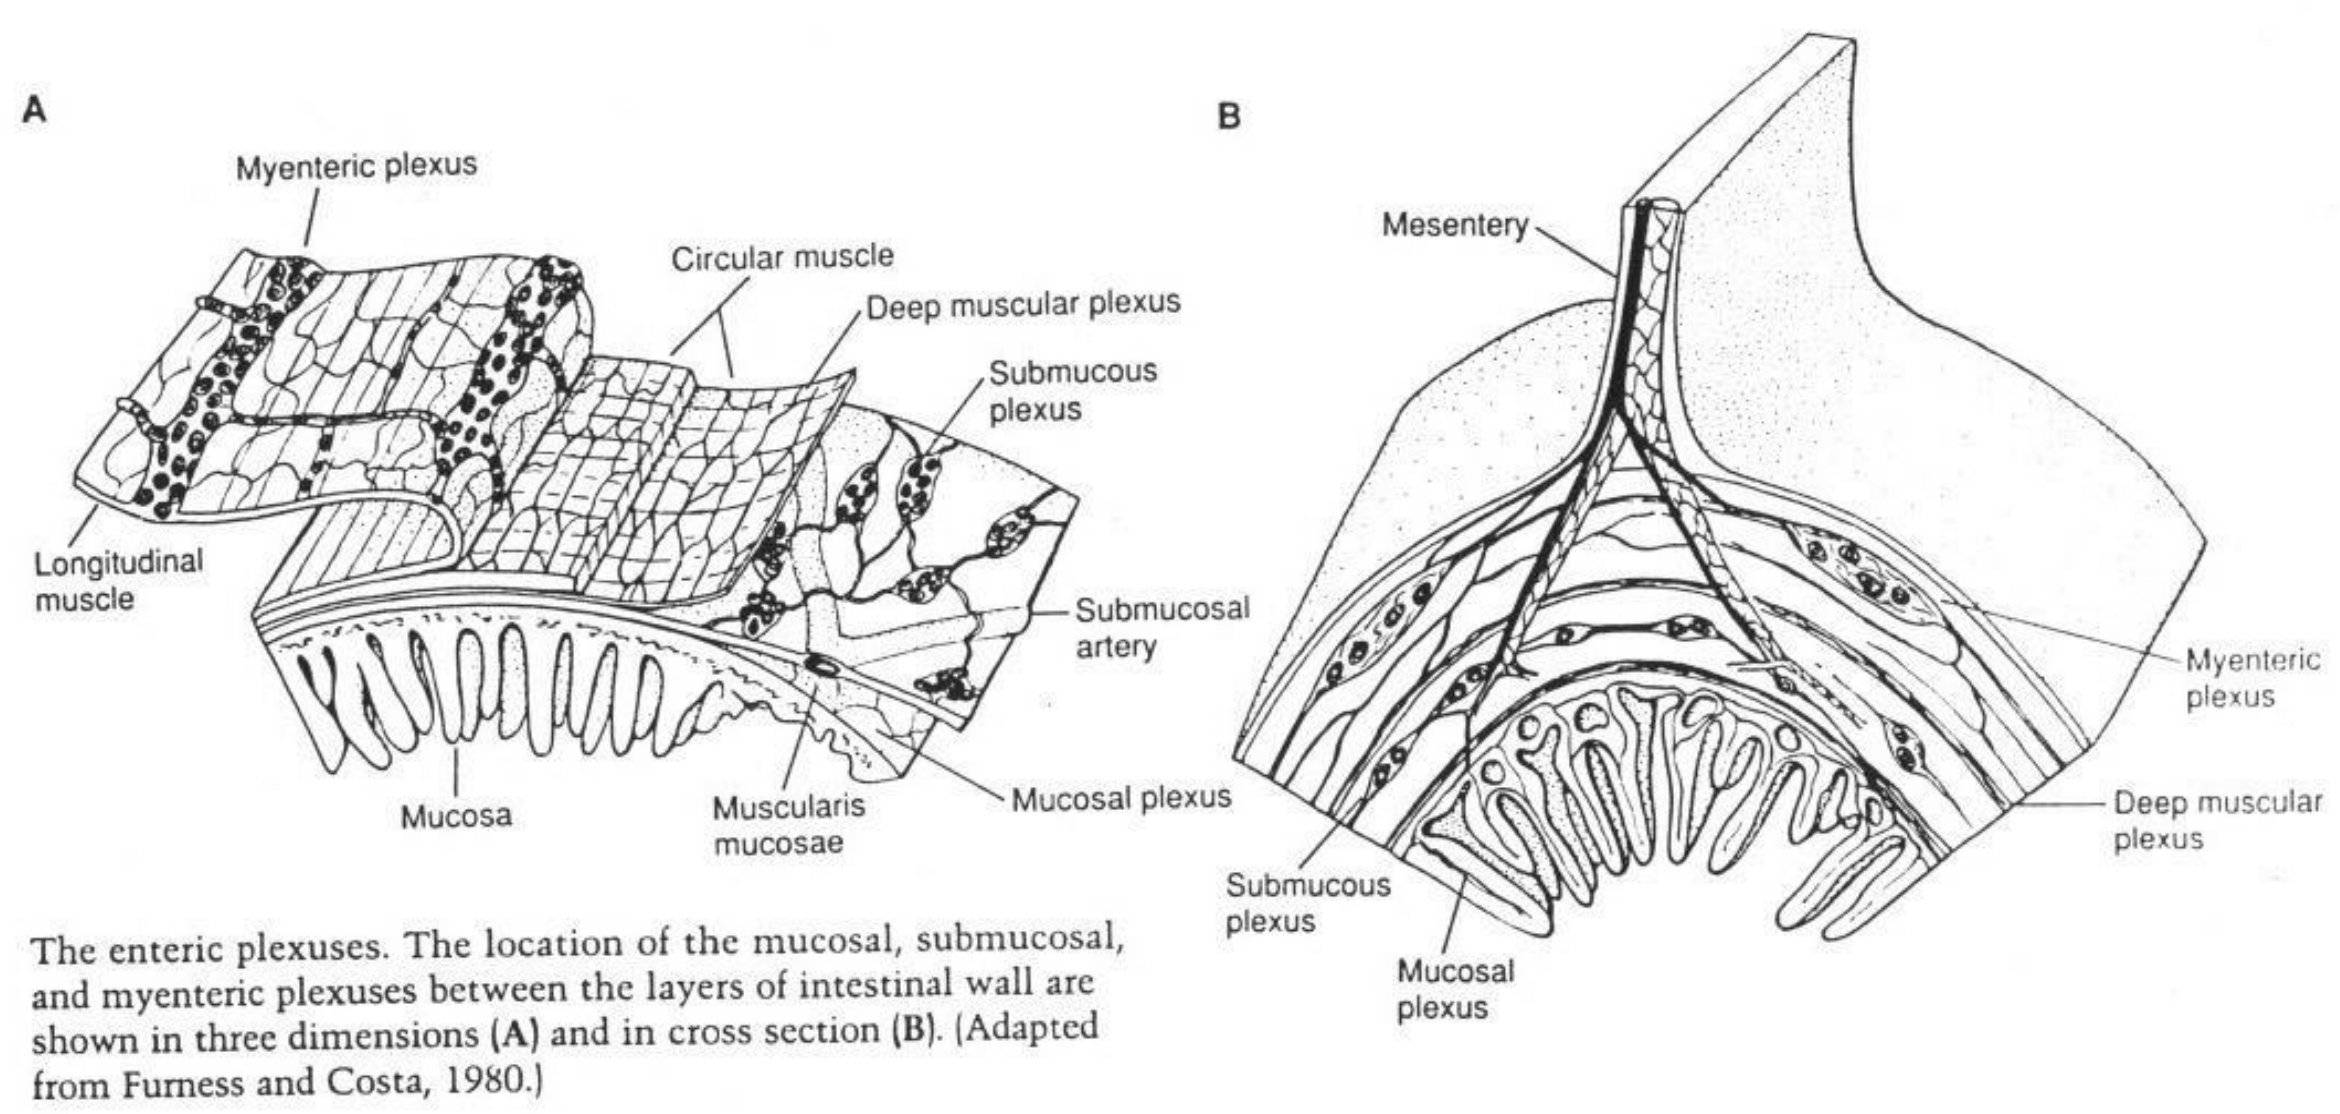 A
Myenteric plexus
Circular muscle
Deep muscular plexus
Submucous
plexus
Longitudinal
muscle
Submucosal
artery
Mucosa
Muscularis
mucosae
Mucosal plexus
B
Mesentery
Myenteric
plexus
Deep muscular
plexus
Submucous
plexus
Mucosal
plexus
The enteric plexuses. The location of the mucosal, submucosal,
and myenteric plexuses between the layers of intestinal wall are
shown in three dimensions (A) and in cross section (B). (Adapted
from Furness and Costa, 1980.)